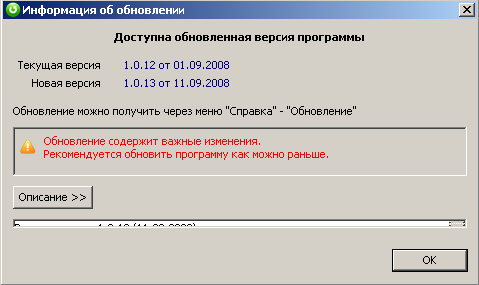 Информация об обновлении
Доступна обновленная версия программы
Текущая версия 1.0.12 от 01.09.2008
Новая версия 1.0.13 от 11.09.2008
Обновление можно получить через меню "Справка" - "Обновление"
Обновление содержит важные изменения.
Рекомендуется обновить программу как можно раньше.
Описание >>
OK